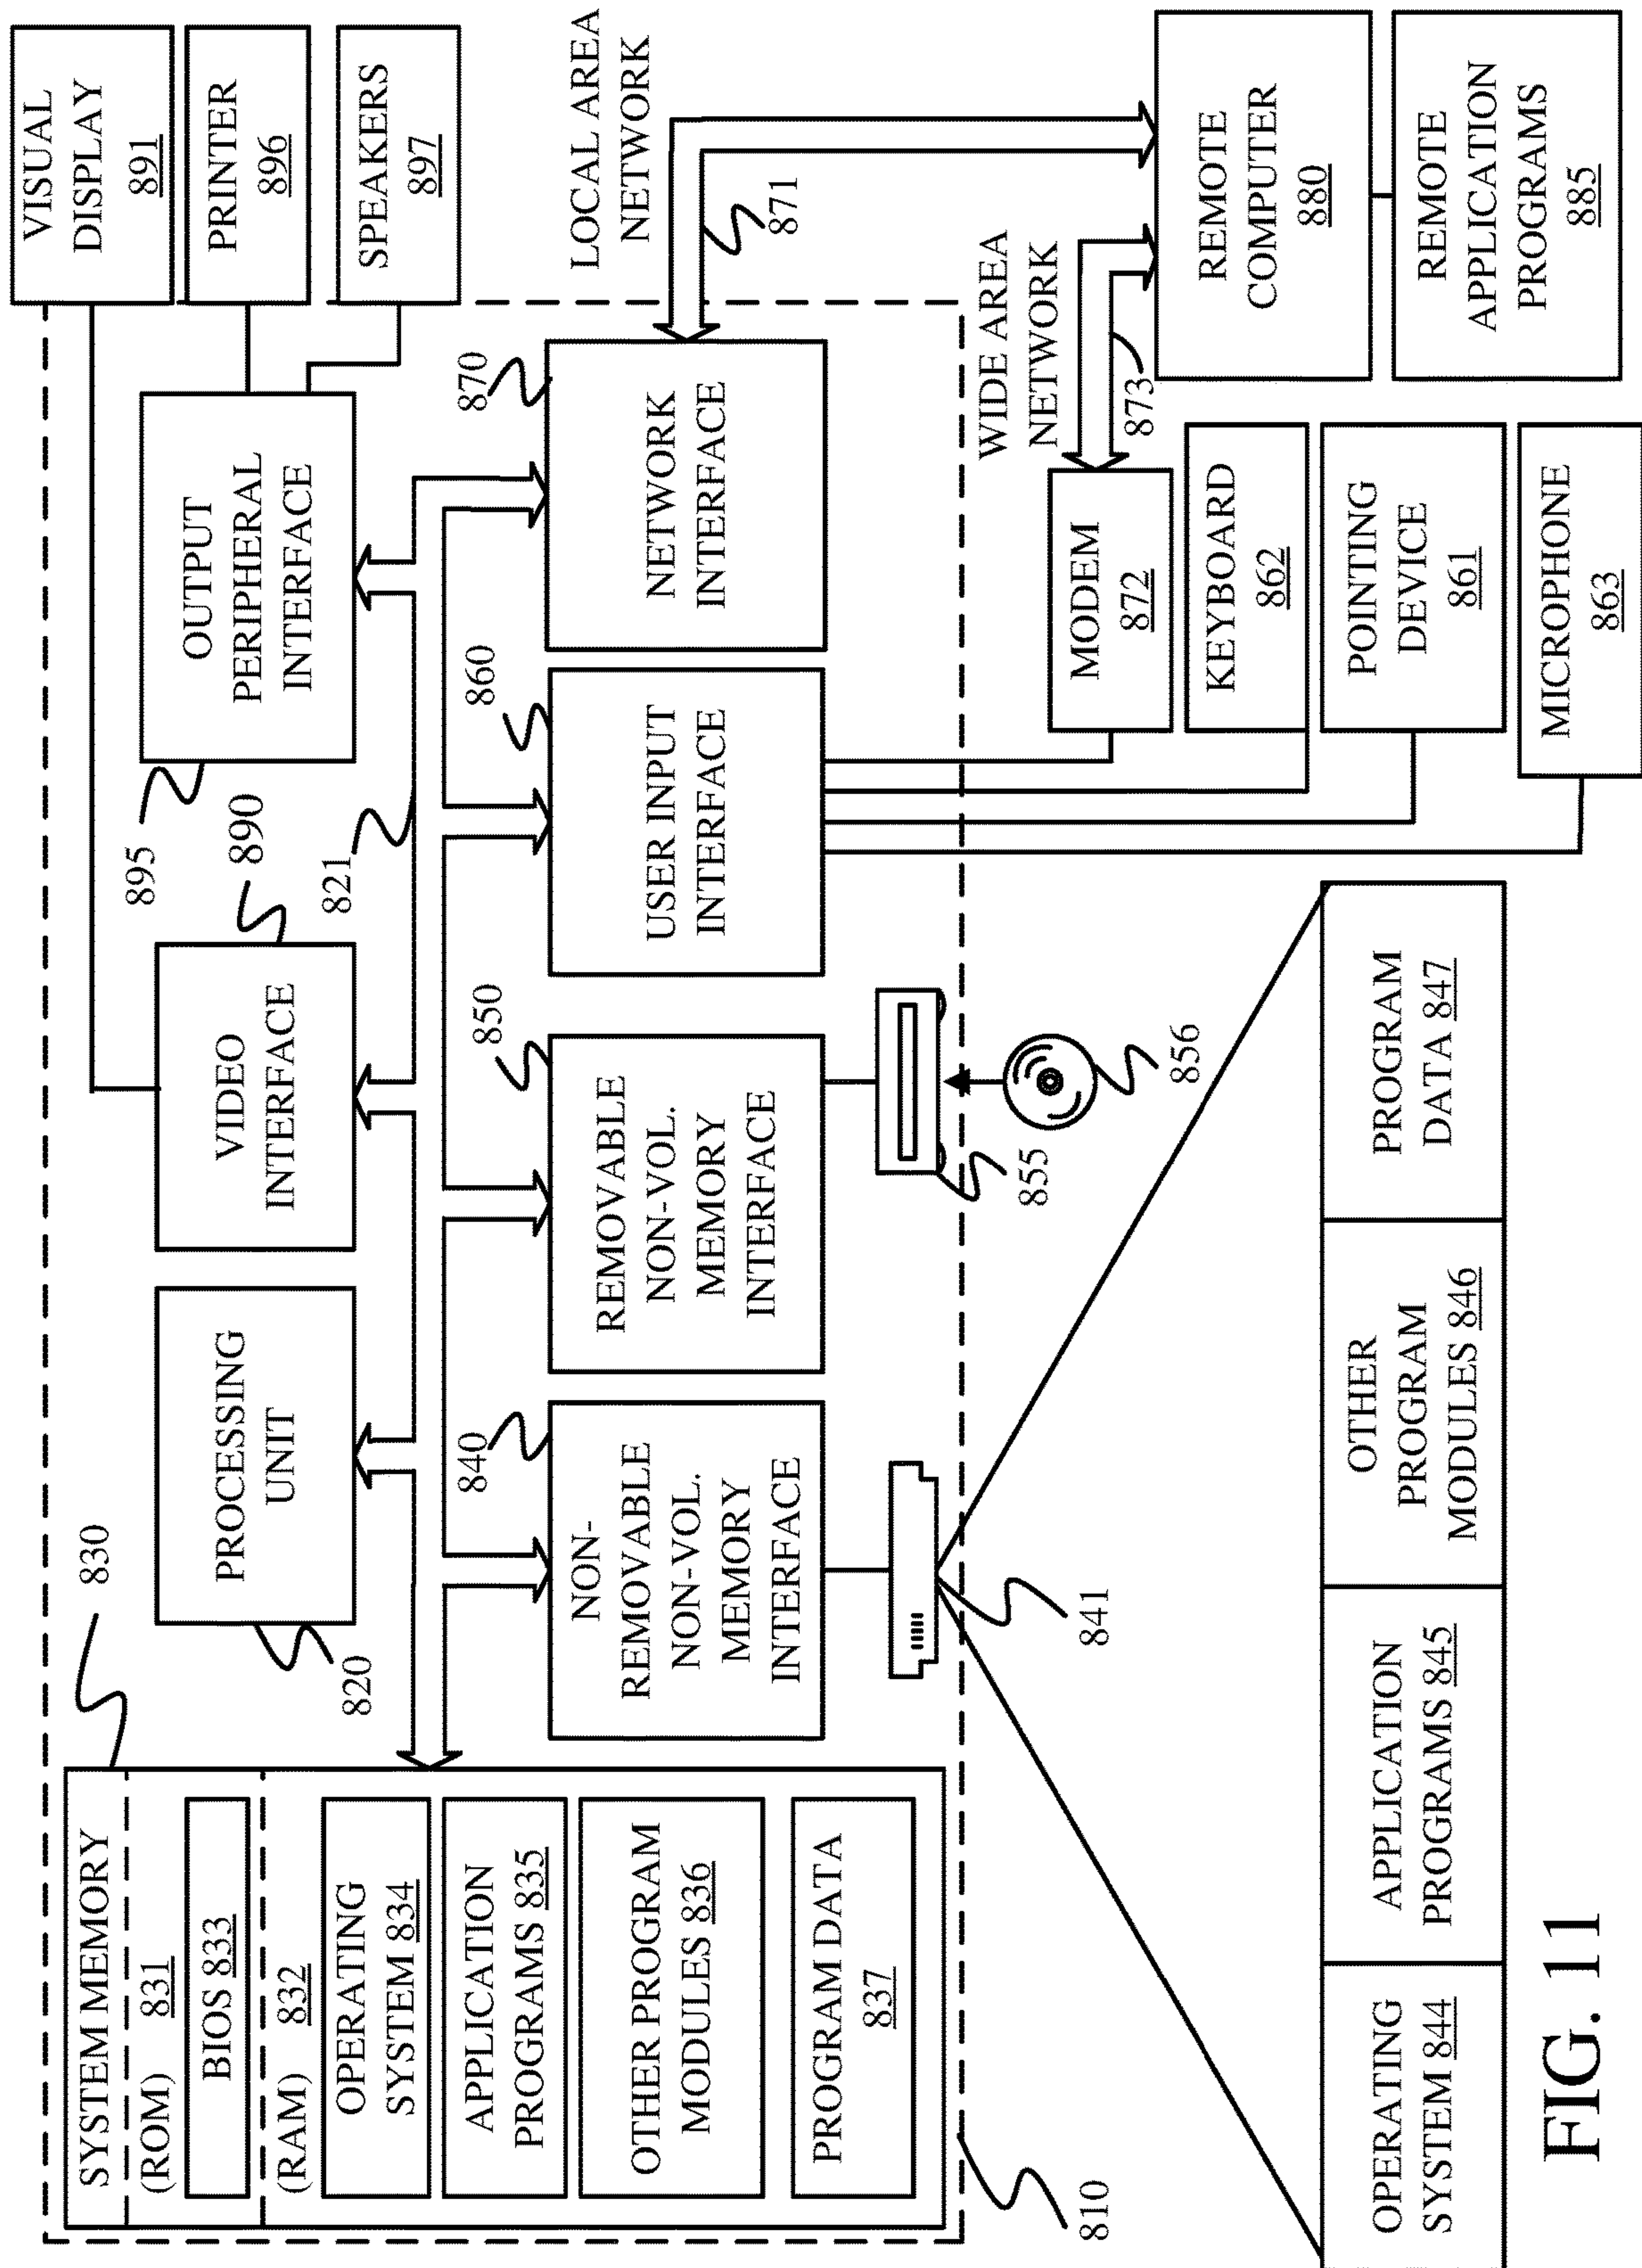 SYSTEM MEMORY
(ROM) 831
BIOS 833
(RAM) 832
OPERATING
SYSTEM 834
APPLICATION
PROGRAMS 835
OTHER PROGRAM
MODULES 836
PROGRAM DATA
837
810
830
PROCESSING
UNIT
820
VIDEO
INTERFACE
890
OUTPUT
PERIPHERAL
INTERFACE
895
821
VISUAL
DISPLAY
891
PRINTER
896
SPEAKERS
897
NON-
REMOVABLE
NON-VOL.
MEMORY
INTERFACE
840
REMOVABLE
NON-VOL.
MEMORY
INTERFACE
850
USER INPUT
INTERFACE
860
NETWORK
INTERFACE
870
LOCAL AREA
NETWORK
871
841
855
856
WIDE AREA
NETWORK
873
MODEM
872
KEYBOARD
862
POINTING
DEVICE
861
MICROPHONE
863
REMOTE
COMPUTER
880
REMOTE
APPLICATION
PROGRAMS
885
OPERATING
SYSTEM 844
APPLICATION
PROGRAMS 845
OTHER
PROGRAM
MODULES 846
PROGRAM
DATA 847
FIG. 11